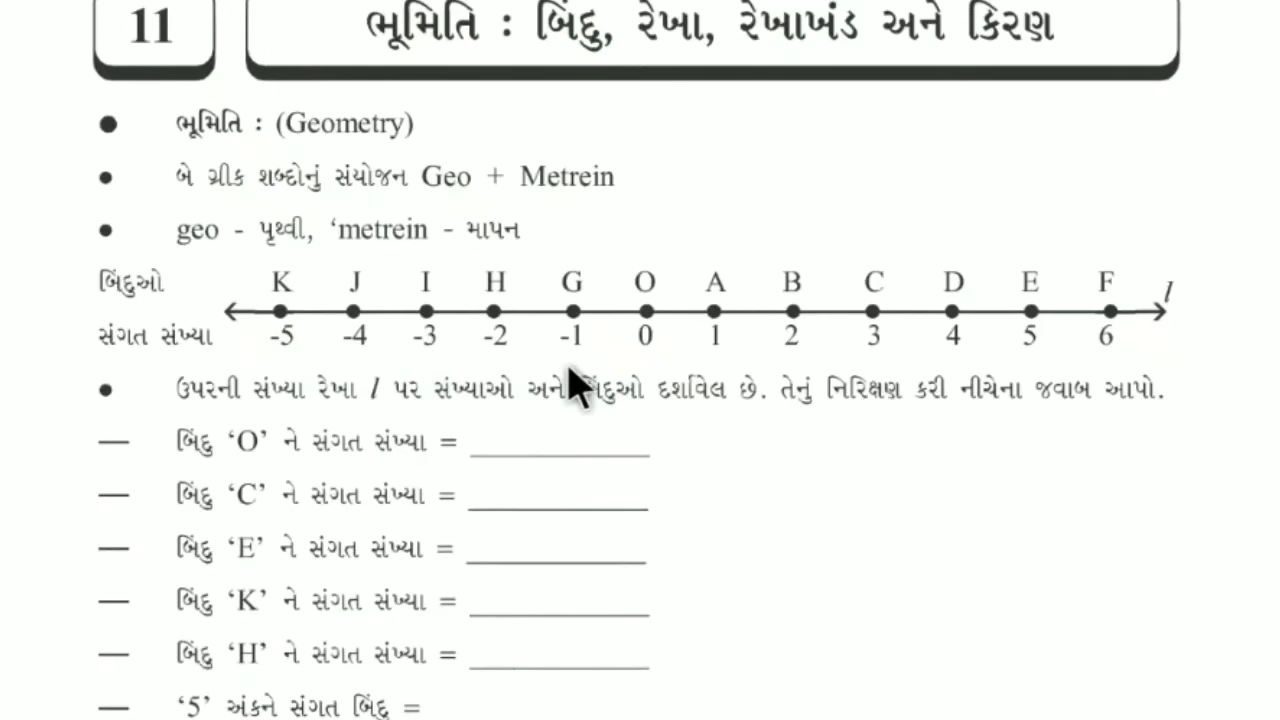 11
ભૂમિતિ : બિંદુ, રેખા, રેખાખંડ અને કિરણ
● ભૂમિતિ : (Geometry)
● બે ગ્રીક શબ્દોનું સંયોજન Geo + Metrein
● geo - પૃથ્વી, ‘metrein - માપન
બિંદુઓ K J I H G O A B C D E F l
સંગત સંખ્યા -5 -4 -3 -2 -1 0 1 2 3 4 5 6
● ઉપરની સંખ્યા રેખા l પર સંખ્યાઓ અને બિંદુઓ દર્શાવેલ છે. તેનું નિરિક્ષણ કરી નીચેના જવાબ આપો.
— બિંદુ ‘O’ ને સંગત સંખ્યા = ____________
— બિંદુ ‘C’ ને સંગત સંખ્યા = ____________
— બિંદુ ‘E’ ને સંગત સંખ્યા = ____________
— બિંદુ ‘K’ ને સંગત સંખ્યા = ____________
— બિંદુ ‘H’ ને સંગત સંખ્યા = ____________
— ‘5’ અંકને સંગત બિંદુ =